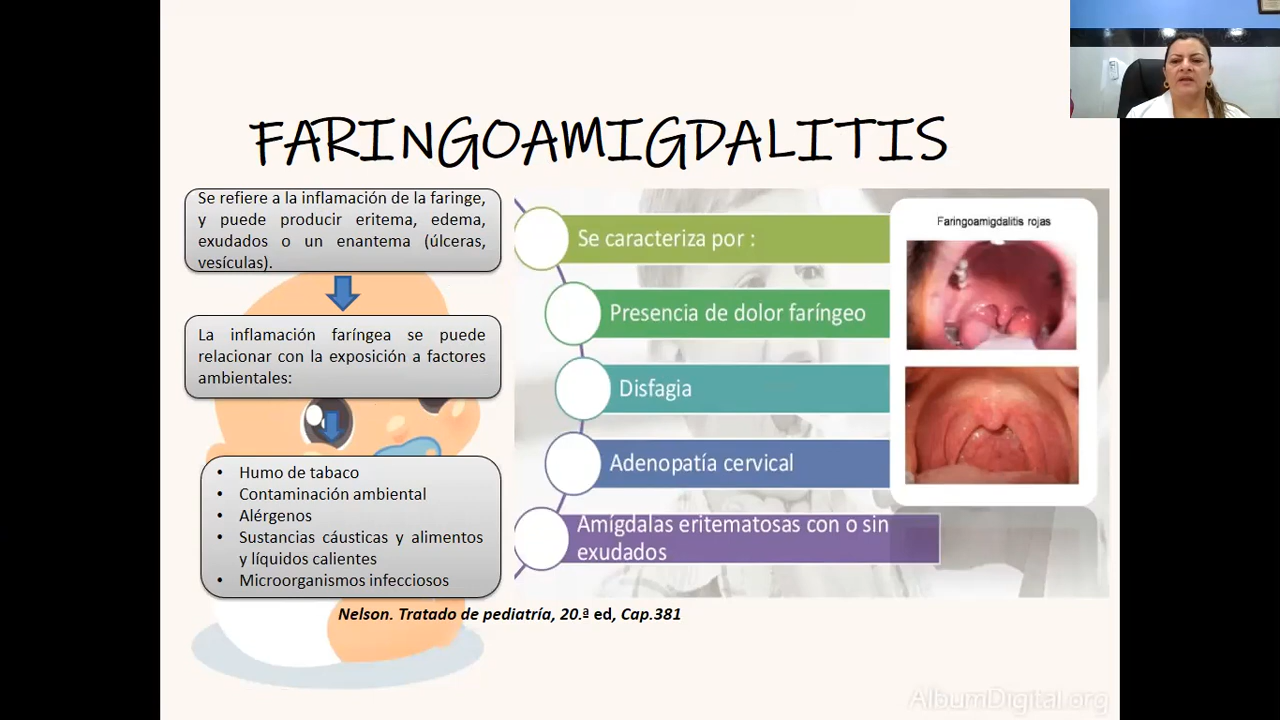 FARINGOAMIGDALITIS
Se refiere a la inflamación de la faringe,
y puede producir eritema, edema,
exudados o un enantema (úlceras,
vesículas).
La inflamación faríngea se puede
relacionar con la exposición a factores
ambientales:
• Humo de tabaco
• Contaminación ambiental
• Alérgenos
• Sustancias cáusticas y alimentos
y líquidos calientes
• Microorganismos infecciosos
Se caracteriza por :
Presencia de dolor faríngeo
Disfagia
Adenopatía cervical
Amígdalas eritematosas con o sin
exudados
Faringoamigdalitis rojas
Nelson. Tratado de pediatría, 20.ª ed, Cap.381
AlbumDigital.org